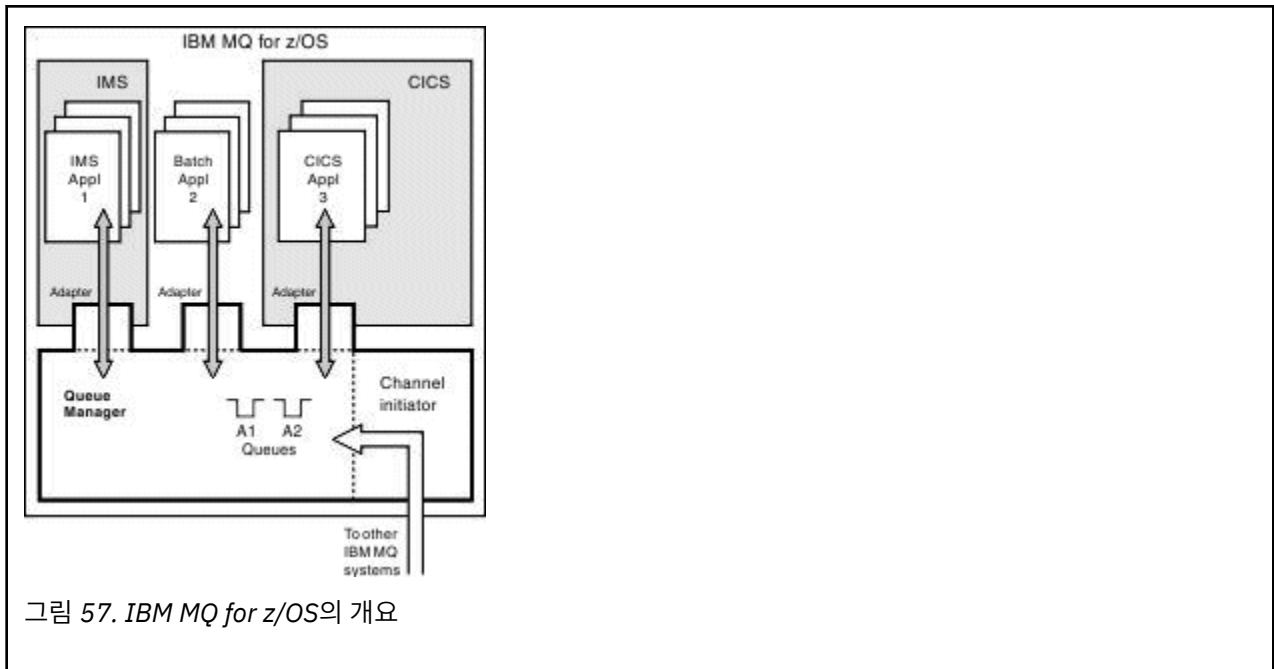 IBM MQ for z/OS
IMS
CICS
IMS
Appl
1
Batch
Appl
2
CICS
Appl
3
Adapter
Adapter
Adapter
Queue
Manager
A1
A2
Queues
Channel
initiator
To other
IBM MQ
systems
그림 57. IBM MQ for z/OS의 개요